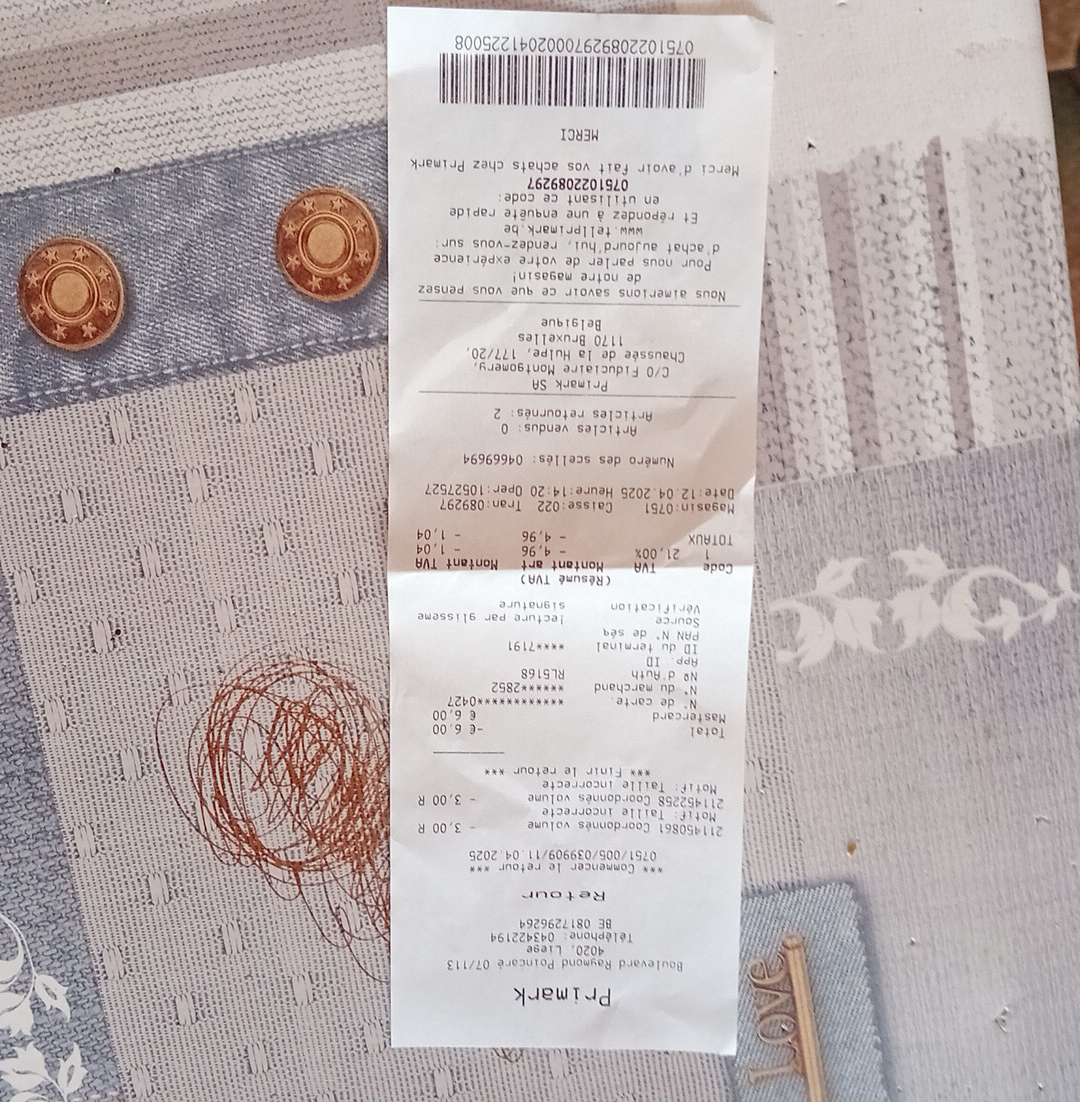 Primark
Boulevard Raymond Poincaré 07/113
4020, Liege
Téléphone: 043422194
BE 0817296264
Retour
*** Commencer le retour ***
0751/005/039909/11.04.2025
211450861 Coordonnés volume - 3,00 R
Motif: Taille incorrecte
211452258 Coordonnés volume - 3,00 R
Motif: Taille incorrecte
*** Finir le retour ***
Total -€ 6,00
Mastercard € 6,00
N° de carte. ************0427
N° du marchand ******2852
Nº d'Auth RL5168
App. ID
ID du terminal ****7191
PAN N° de séq
Source lecture par glisseme
Vérification signature
(Résumé TVA)
Code TVA Montant art Montant TVA
1 21,00% - 4,96 - 1,04
TOTAUX - 4,96 - 1,04
Magasin:0751 Caisse:022 Tran:089297
Date:12.04.2025 Heure:14:20 Oper:10527527
Numéro des scellés: 04669694
Articles vendus: 0
Articles retournés: 2
Primark SA
C/O Fiduciaire Montgomery,
Chaussée de la Hulpe, 177/20,
1170 Bruxelles
Belgique
Nous aimerions savoir ce que vous pensez
de notre magasin!
Pour nous parler de votre expérience
d'achat aujourd'hui, rendez-vous sur:
www.tellprimark.be
Et répondez à une enquête rapide
en utilisant ce code:
0751022089297
Merci d'avoir fait vos achats chez Primark
MERCI
0751022089297000204122​5008
LOVE